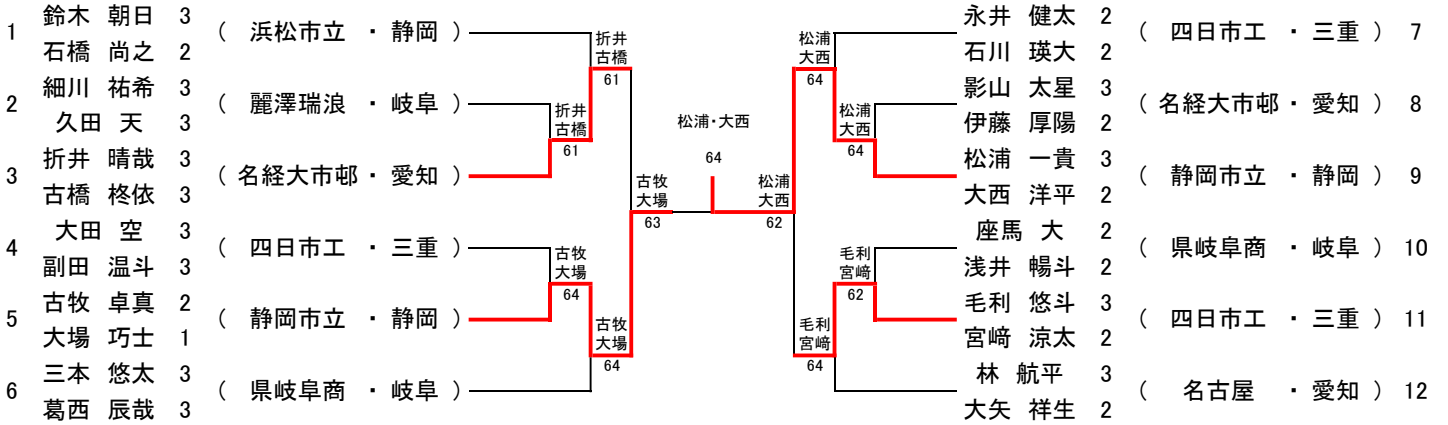 鈴木 朝日 3
1 ( 浜松市立 ・ 静岡 )
石橋 尚之 2
細川 祐希 3
2 ( 麗澤瑞浪 ・ 岐阜 )
久田 天 3
折井 晴哉 3
3 ( 名経大市邨 ・ 愛知 )
古橋 柊依 3
大田 空 3
4 ( 四日市工 ・ 三重 )
副田 温斗 3
古牧 卓真 2
5 ( 静岡市立 ・ 静岡 )
大場 巧士 1
三本 悠太 3
6 ( 県岐阜商 ・ 岐阜 )
葛西 辰哉 3
折井
古橋
61
折井
古橋
61
古牧
大場
64
古牧
大場
64
古牧
大場
63
松浦・大西
64
松浦
大西
62
松浦
大西
64
松浦
大西
64
毛利
宮﨑
62
毛利
宮﨑
64
永井 健太 2
( 四日市工 ・ 三重 ) 7
石川 瑛大 2
影山 太星 3
( 名経大市邨 ・ 愛知 ) 8
伊藤 厚陽 2
松浦 一貴 3
( 静岡市立 ・ 静岡 ) 9
大西 洋平 2
座馬 大 2
( 県岐阜商 ・ 岐阜 ) 10
浅井 暢斗 2
毛利 悠斗 3
( 四日市工 ・ 三重 ) 11
宮﨑 涼太 2
林 航平 3
( 名古屋 ・ 愛知 ) 12
大矢 祥生 2